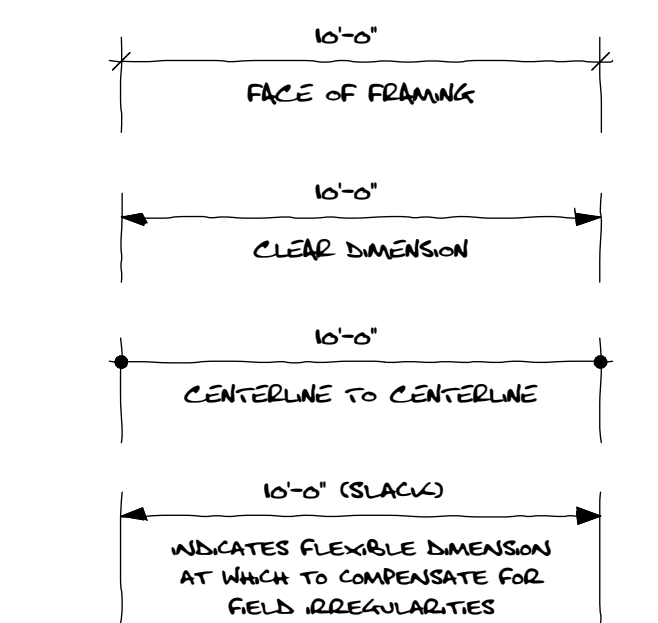 10'-0"
FACE OF FRAMING
10'-0"
CLEAR DIMENSION
10'-0"
CENTERLINE TO CENTERLINE
10'-0" (SLACK)
INDICATES FLEXIBLE DIMENSION
AT WHICH TO COMPENSATE FOR
FIELD IRREGULARITIES